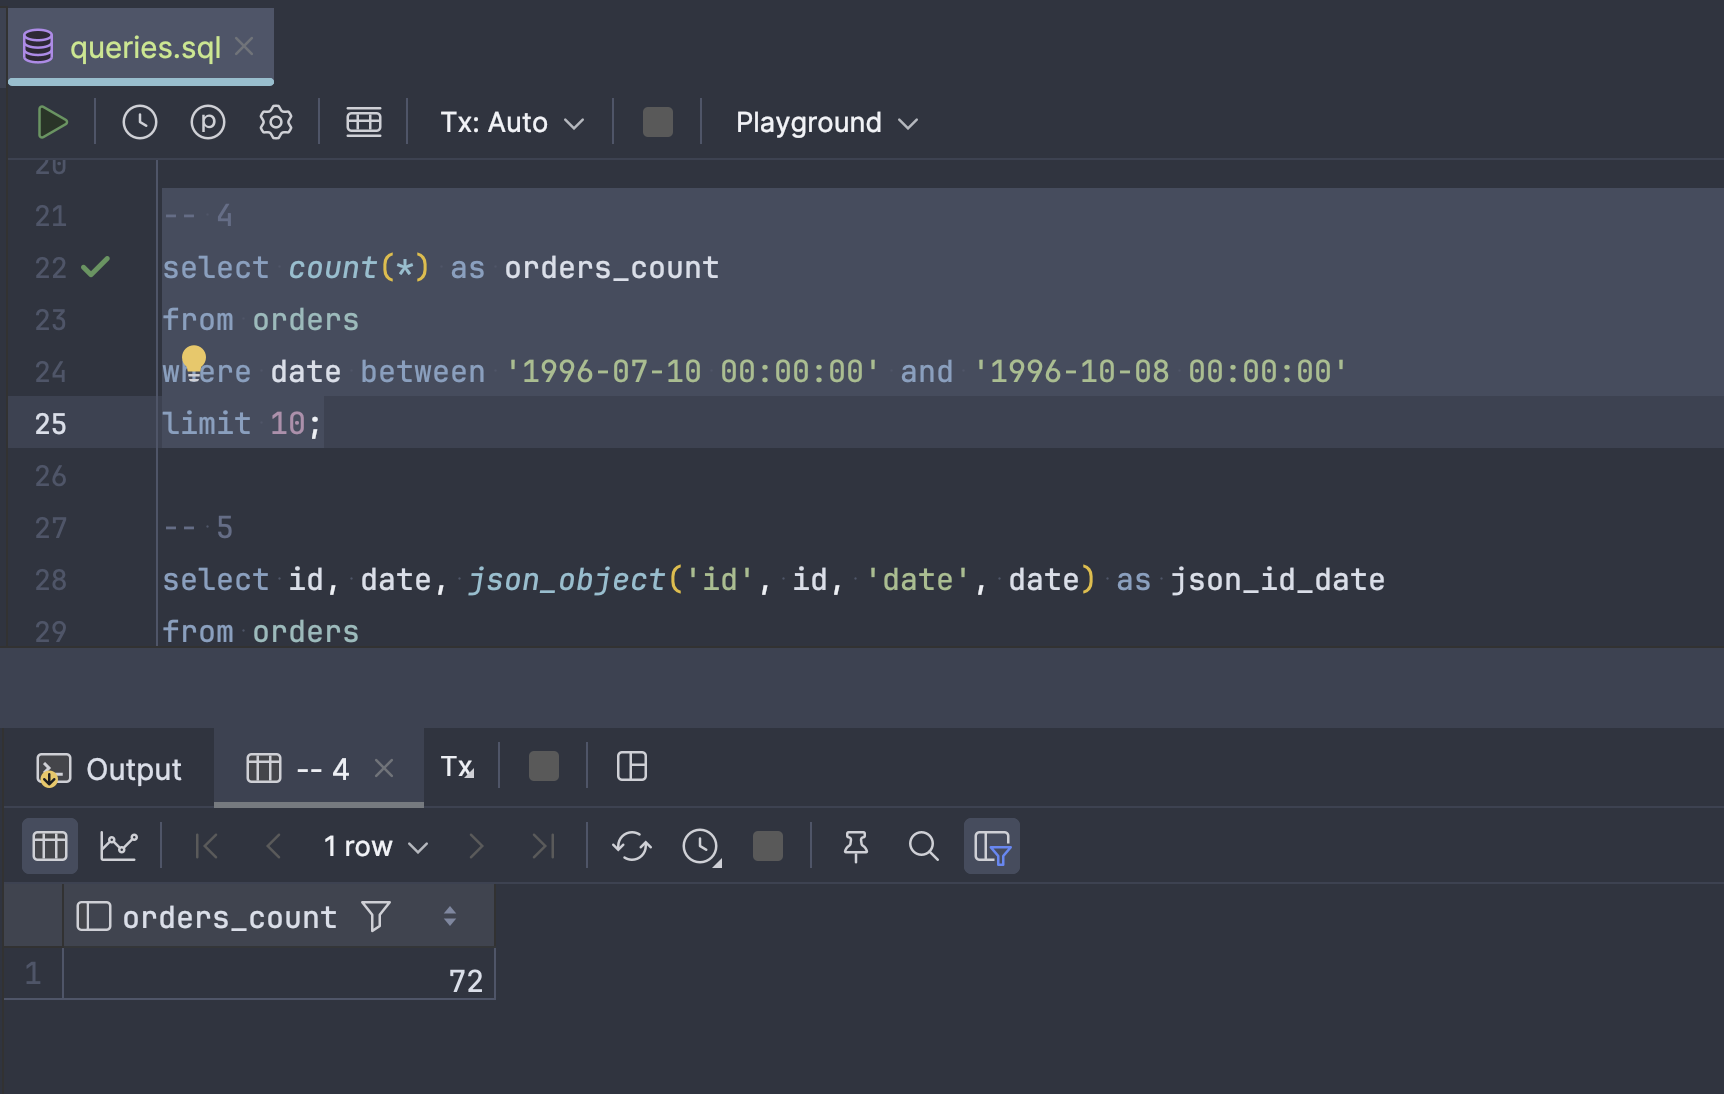 queries.sql
Tx: Auto
Playground
20
21 -- 4
22 select count(*) as orders_count
23 from orders
24 where date between '1996-07-10 00:00:00' and '1996-10-08 00:00:00'
25 limit 10;
26
27 -- 5
28 select id, date, json_object('id', id, 'date', date) as json_id_date
29 from orders
Output
-- 4
Tx
1 row
orders_count
1 72